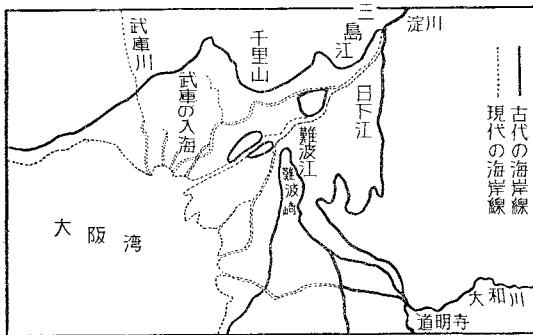 古代の海岸線
現代の海岸線
淀川
三島江
日下江
千里山
武庫川
武庫の入海
難波江
難波崎
大阪湾
大和川
道明寺